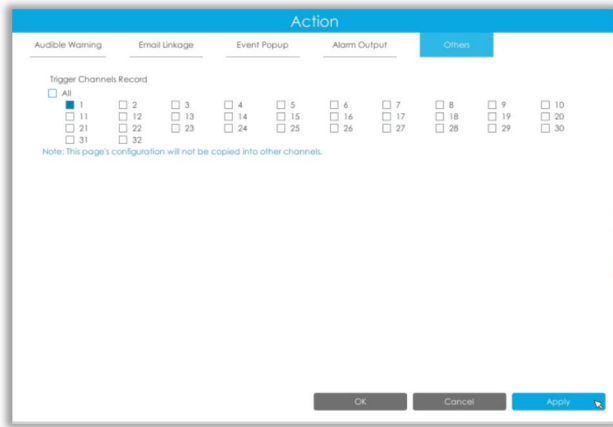 Action
Audible Warning Email Linkage Event Popup Alarm Output Others
Trigger Channels Record
All
1 2 3 4 5 6 7 8 9 10
11 12 13 14 15 16 17 18 19 20
21 22 23 24 25 26 27 28 29 30
31 32
Note: This page's configuration will not be copied into other channels.
OK Cancel Apply